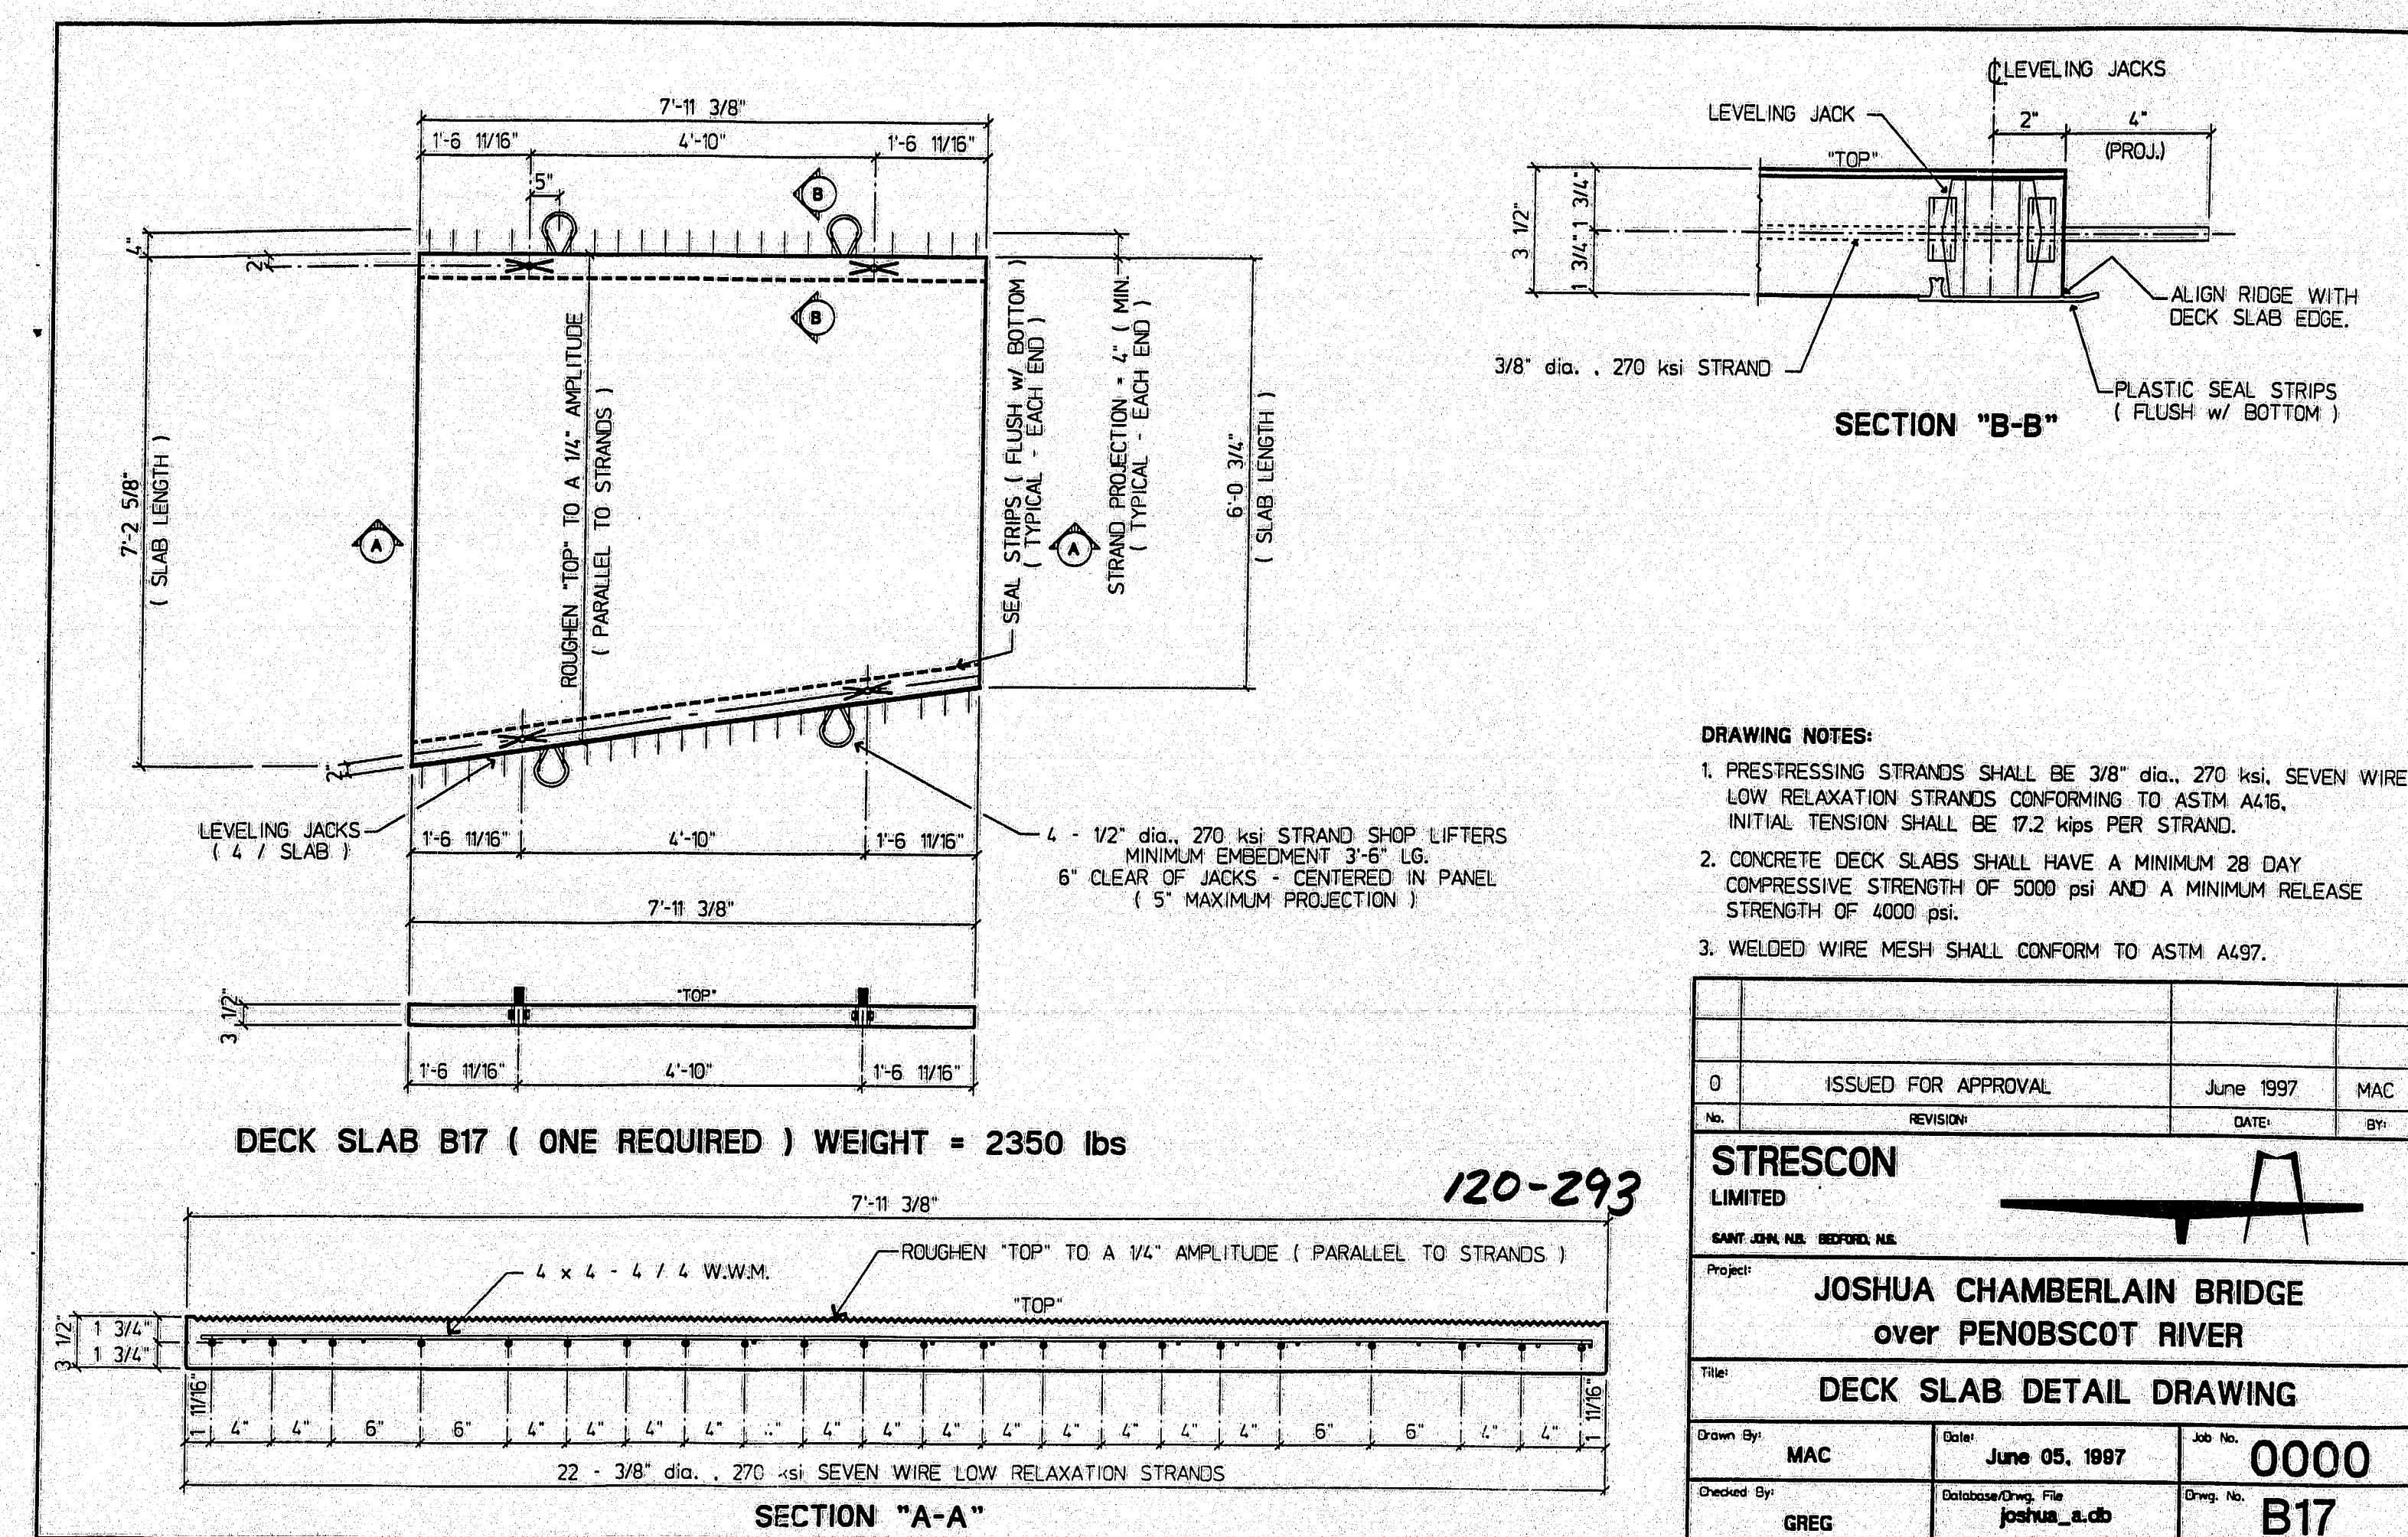 7'-11 3/8"
1'-6 11/16"
4'-10"
1'-6 11/16"
5"
B
4"
2"
B
7'-2 5/8"
( SLAB LENGTH )
A
ROUGHEN "TOP" TO A 1/4" AMPLITUDE
( PARALLEL TO STRANDS )
SEAL STRIPS ( FLUSH w/ BOTTOM )
( TYPICAL - EACH END )
A
STRAND PROJECTION = 4" ( MIN. )
( TYPICAL - EACH END )
6'-0 3/4"
( SLAB LENGTH )
2"
LEVELING JACKS
( 4 / SLAB )
1'-6 11/16"
4'-10"
1'-6 11/16"
4 - 1/2" dia., 270 ksi STRAND SHOP LIFTERS
MINIMUM EMBEDMENT 3'-6" LG.
6" CLEAR OF JACKS - CENTERED IN PANEL
( 5" MAXIMUM PROJECTION )
7'-11 3/8"
"TOP"
3 1/2"
1'-6 11/16"
4'-10"
1'-6 11/16"
DECK SLAB B17 ( ONE REQUIRED ) WEIGHT = 2350 lbs
120-293
7'-11 3/8"
ROUGHEN "TOP" TO A 1/4" AMPLITUDE ( PARALLEL TO STRANDS )
4 x 4 - 4 / 4 W.W.M.
"TOP"
3 1/2"
1 3/4"
1 3/4"
1 11/16"
4" 4" 6" 6" 4" 4" 4" 4" 4" 4" 4" 4" 4" 4" 4" 4" 6" 6" 4" 4"
1 11/16"
22 - 3/8" dia. , 270 ksi SEVEN WIRE LOW RELAXATION STRANDS
SECTION "A-A"
℄ LEVELING JACKS
LEVELING JACK
2"
4"
(PROJ.)
"TOP"
3 1/2"
1 3/4"
1 3/4"
ALIGN RIDGE WITH
DECK SLAB EDGE.
3/8" dia. , 270 ksi STRAND
PLASTIC SEAL STRIPS
( FLUSH w/ BOTTOM )
SECTION "B-B"
DRAWING NOTES:
1. PRESTRESSING STRANDS SHALL BE 3/8" dia., 270 ksi, SEVEN WIRE
LOW RELAXATION STRANDS CONFORMING TO ASTM A416.
INITIAL TENSION SHALL BE 17.2 kips PER STRAND.
2. CONCRETE DECK SLABS SHALL HAVE A MINIMUM 28 DAY
COMPRESSIVE STRENGTH OF 5000 psi AND A MINIMUM RELEASE
STRENGTH OF 4000 psi.
3. WELDED WIRE MESH SHALL CONFORM TO ASTM A497.
0 ISSUED FOR APPROVAL June 1997 MAC
No. REVISION: DATE: BY:
STRESCON
LIMITED
SAINT JOHN, N.B. BEDFORD, N.S.
Project:
JOSHUA CHAMBERLAIN BRIDGE
over PENOBSCOT RIVER
Title:
DECK SLAB DETAIL DRAWING
Drawn By:
MAC
Date:
June 05, 1997
Job No.
0000
Checked By:
GREG
Database/Drwg. File
joshua_a.db
Drwg. No.
B17